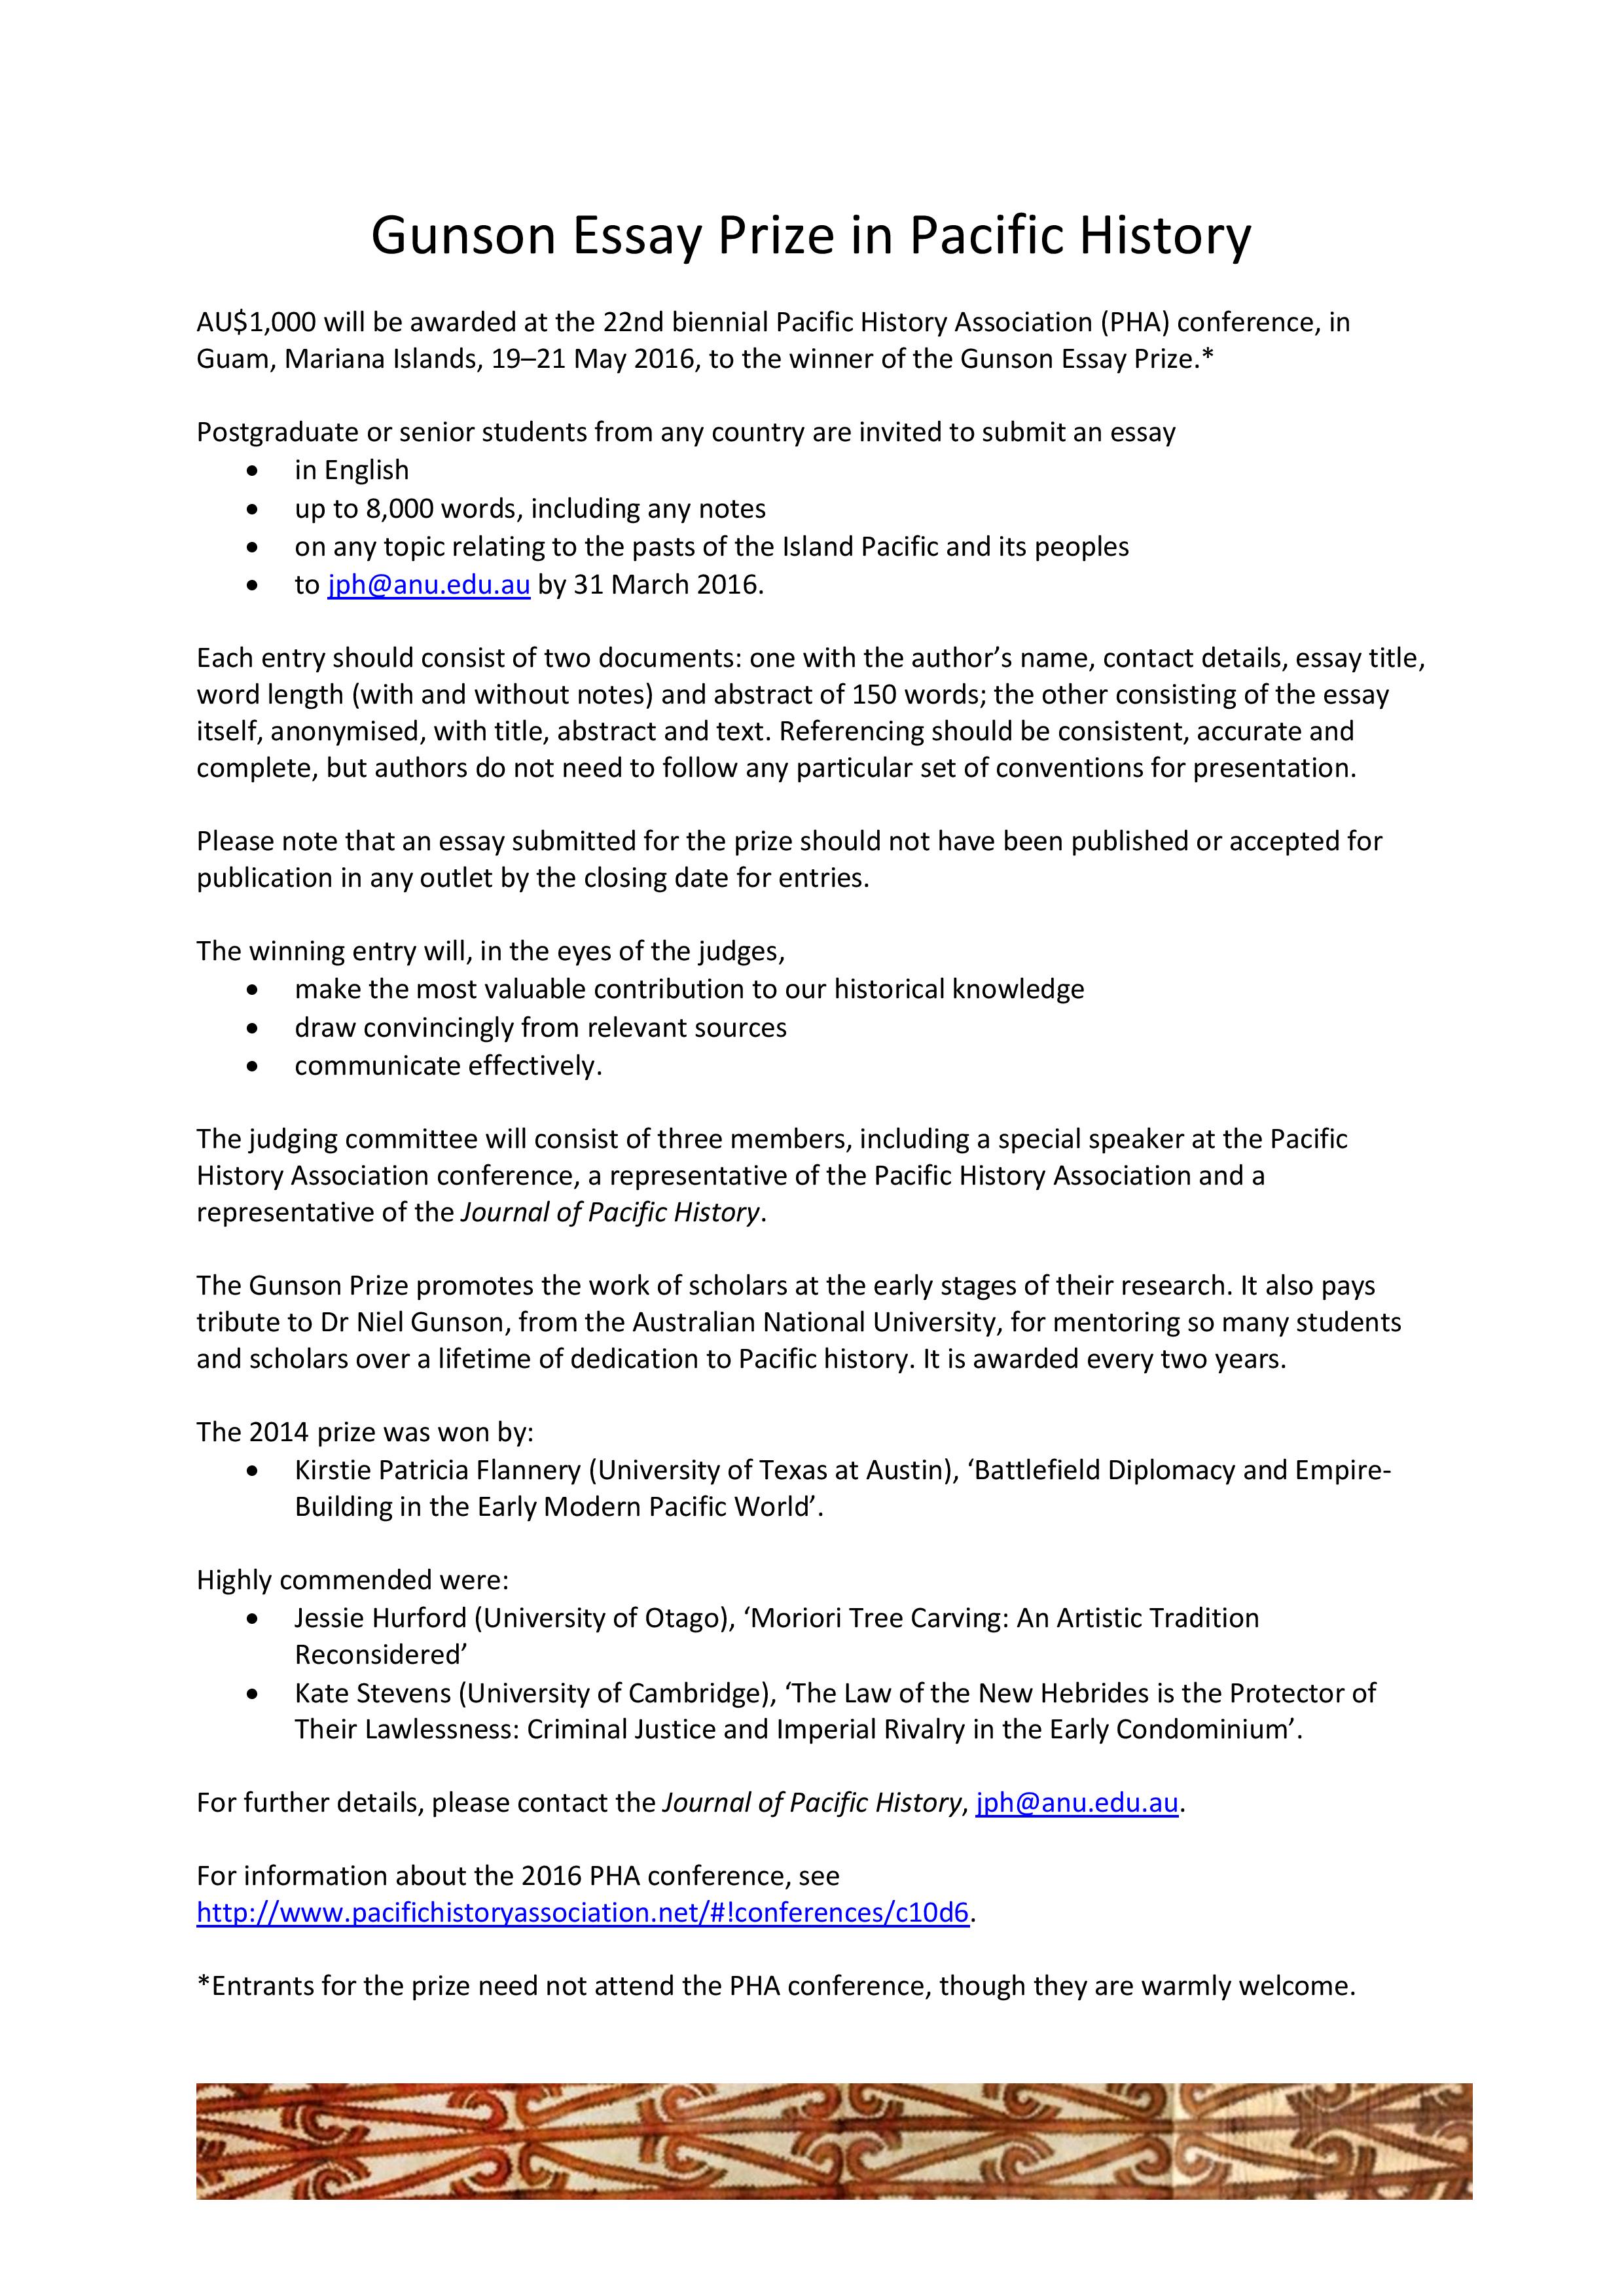 Gunson Essay Prize in Pacific History
AU$1,000 will be awarded at the 22nd biennial Pacific History Association (PHA) conference, in
Guam, Mariana Islands, 19–21 May 2016, to the winner of the Gunson Essay Prize.*
Postgraduate or senior students from any country are invited to submit an essay
• in English
• up to 8,000 words, including any notes
• on any topic relating to the pasts of the Island Pacific and its peoples
• to jph@anu.edu.au by 31 March 2016.
Each entry should consist of two documents: one with the author’s name, contact details, essay title,
word length (with and without notes) and abstract of 150 words; the other consisting of the essay
itself, anonymised, with title, abstract and text. Referencing should be consistent, accurate and
complete, but authors do not need to follow any particular set of conventions for presentation.
Please note that an essay submitted for the prize should not have been published or accepted for
publication in any outlet by the closing date for entries.
The winning entry will, in the eyes of the judges,
• make the most valuable contribution to our historical knowledge
• draw convincingly from relevant sources
• communicate effectively.
The judging committee will consist of three members, including a special speaker at the Pacific
History Association conference, a representative of the Pacific History Association and a
representative of the Journal of Pacific History.
The Gunson Prize promotes the work of scholars at the early stages of their research. It also pays
tribute to Dr Niel Gunson, from the Australian National University, for mentoring so many students
and scholars over a lifetime of dedication to Pacific history. It is awarded every two years.
The 2014 prize was won by:
• Kirstie Patricia Flannery (University of Texas at Austin), ‘Battlefield Diplomacy and Empire-
Building in the Early Modern Pacific World’.
Highly commended were:
• Jessie Hurford (University of Otago), ‘Moriori Tree Carving: An Artistic Tradition
Reconsidered’
• Kate Stevens (University of Cambridge), ‘The Law of the New Hebrides is the Protector of
Their Lawlessness: Criminal Justice and Imperial Rivalry in the Early Condominium’.
For further details, please contact the Journal of Pacific History, jph@anu.edu.au.
For information about the 2016 PHA conference, see
http://www.pacifichistoryassociation.net/#!conferences/c10d6.
*Entrants for the prize need not attend the PHA conference, though they are warmly welcome.